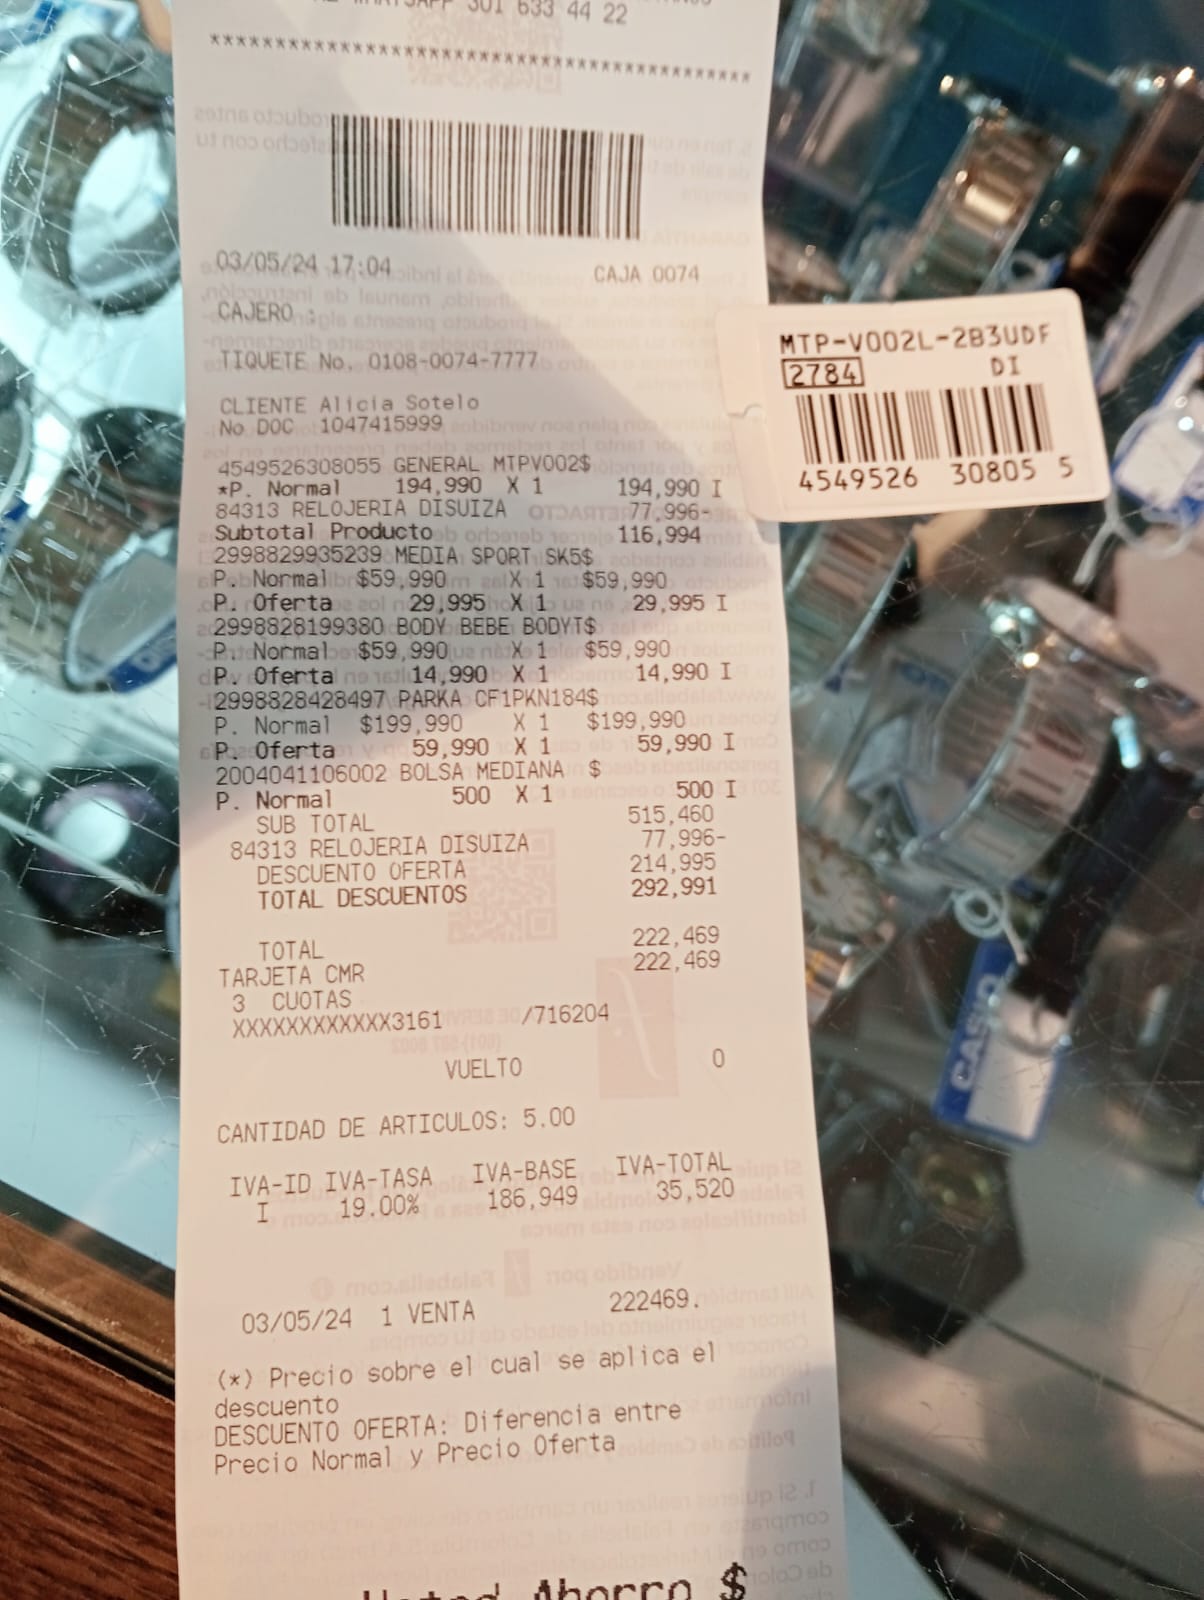 WHATSAPP 301 633 44 22
****************************************
03/05/24 17:04 CAJA 0074
CAJERO :
TIQUETE No. 0108-0074-7777
CLIENTE Alicia Sotelo
No DOC 1047415999
4549526308055 GENERAL MTPV002$
*P. Normal 194,990 X 1 194,990 I
84313 RELOJERIA DISUIZA 77,996-
Subtotal Producto 116,994
2998829935239 MEDIA SPORT SK5$
P. Normal $59,990 X 1 $59,990
P. Oferta 29,995 X 1 29,995 I
2998828199380 BODY BEBE BODYT$
P. Normal $59,990 X 1 $59,990
P. Oferta 14,990 X 1 14,990 I
2998828428497 PARKA CF1PKN184$
P. Normal $199,990 X 1 $199,990
P. Oferta 59,990 X 1 59,990 I
2004041106002 BOLSA MEDIANA $
P. Normal 500 X 1 500 I
SUB TOTAL 515,460
84313 RELOJERIA DISUIZA 77,996-
DESCUENTO OFERTA 214,995
TOTAL DESCUENTOS 292,991
TOTAL 222,469
TARJETA CMR 222,469
3 CUOTAS
XXXXXXXXXXXX3161 /716204
VUELTO 0
CANTIDAD DE ARTICULOS: 5.00
IVA-ID IVA-TASA IVA-BASE IVA-TOTAL
I 19.00% 186,949 35,520
03/05/24 1 VENTA 222469.
(*) Precio sobre el cual se aplica el
descuento
DESCUENTO OFERTA: Diferencia entre
Precio Normal y Precio Oferta
Usted Ahorro $
MTP-V002L-2B3UDF
2784 DI
4549526 30805 5
CASIO